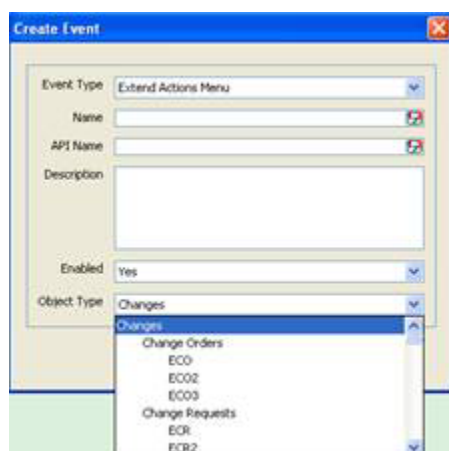 Create Event
Event Type Extend Actions Menu
Name
API Name
Description
Enabled Yes
Object Type Changes
Changes
Change Orders
ECO
ECO2
ECO3
Change Requests
ECR
ECR2